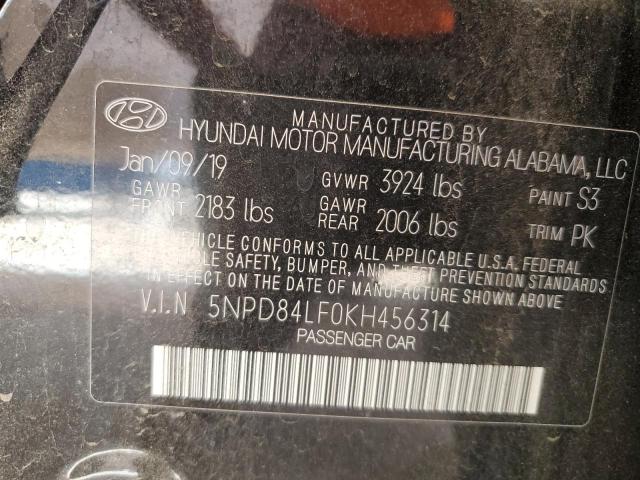 MANUFACTURED BY
HYUNDAI MOTOR MANUFACTURING ALABAMA, LLC
Jan/09/19 GVWR 3924 lbs PAINT S3
GAWR FRONT 2183 lbs GAWR REAR 2006 lbs TRIM PK
VEHICLE CONFORMS TO ALL APPLICABLE U.S.A. FEDERAL
VEHICLE SAFETY, BUMPER, AND THEFT PREVENTION STANDARDS
IN EFFECT ON THE DATE OF MANUFACTURE SHOWN ABOVE.
V.I.N 5NPD84LF0KH456314
PASSENGER CAR